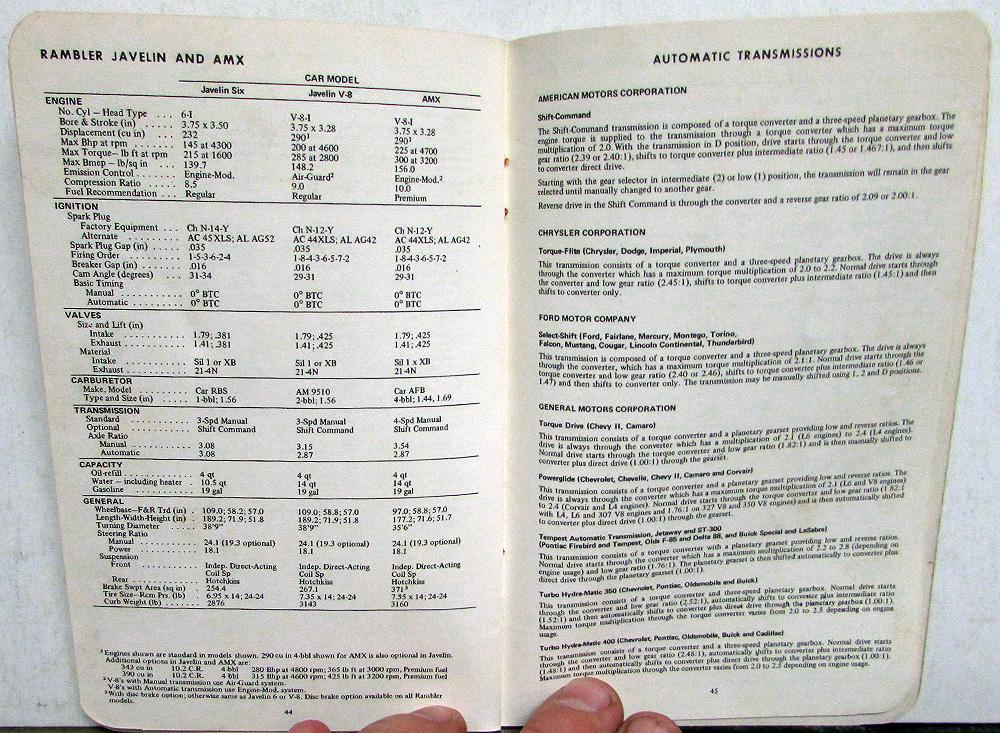 RAMBLER JAVELIN AND AMX
CAR MODEL
Javelin Six Javelin V-8 AMX
ENGINE
No. Cyl – Head Type . . . 6-I V-8-I V-8-I
Bore & Stroke (in) . . . . . 3.75 x 3.50 3.75 x 3.28 3.75 x 3.28
Displacement (cu in) . . . . 232 290¹ 290¹
Max Bhp at rpm . . . . . . 145 at 4300 200 at 4600 225 at 4700
Max Torque– lb ft at rpm 215 at 1600 285 at 2800 300 at 3200
Max Bmep – lb/sq in . . . 139.7 148.2 156.0
Emission Control . . . . . . Engine-Mod. Air-Guard² Engine-Mod.²
Compression Ratio . . . . . 8.5 9.0 10.0
Fuel Recommendation . . . Regular Regular Premium
IGNITION
Spark Plug
Factory Equipment . . . Ch N-14-Y Ch N-12-Y Ch N-12-Y
Alternate . . . . . . . . . AC 45XLS; AL AG52 AC 44XLS; AL AG42 AC 44XLS; AL AG42
Spark Plug Gap (in) . . . . .035 .035 .035
Firing Order . . . . . . . . 1-5-3-6-2-4 1-8-4-3-6-5-7-2 1-8-4-3-6-5-7-2
Breaker Gap (in) . . . . . . .016 .016 .016
Cam Angle (degrees) . . . . 31-34 29-31 29-31
Basic Timing
Manual . . . . . . . . . . 0° BTC 0° BTC 0° BTC
Automatic . . . . . . . . . 0° BTC 0° BTC 0° BTC
VALVES
Size and Lift (in)
Intake . . . . . . . . . . 1.79; .381 1.79; .425 1.79; .425
Exhaust . . . . . . . . . . 1.41; .381 1.41; .425 1.41; .425
Material
Intake . . . . . . . . . . Sil 1 or XB Sil 1 or XB Sil 1 x XB
Exhaust . . . . . . . . . . 21-4N 21-4N 21-4N
CARBURETOR
Make, Model . . . . . . . . Car RBS AM 9510 Car AFB
Type and Size (in) . . . . . 1-bbl; 1.56 2-bbl; 1.56 4-bbl; 1.44, 1.69
TRANSMISSION
Standard . . . . . . . . . . 3-Spd Manual 3-Spd Manual 4-Spd Manual
Optional . . . . . . . . . . Shift Command Shift Command Shift Command
Axle Ratio
Manual . . . . . . . . . . 3.08 3.15 3.54
Automatic . . . . . . . . . 3.08 2.87 2.87
CAPACITY
Oil-refill . . . . . . . . . . 4 qt 4 qt 4 qt
Water – including heater . 10.5 qt 14 qt 14 qt
Gasoline . . . . . . . . . . 19 gal 19 gal 19 gal
GENERAL
Wheelbase–F&R Trd (in) . 109.0; 58.2; 57.0 109.0; 58.8; 57.0 97.0; 58.8; 57.0
Length-Width-Height (in) . 189.2; 71.9; 51.8 189.2; 71.9; 51.8 177.2; 71.6; 51.7
Turning Diameter . . . . . 38'9" 38'9" 35'6"
Steering Ratio
Manual . . . . . . . . . . 24.1 (19.3 optional) 24.1 (19.3 optional) 24.1 (19.3 optional)
Power . . . . . . . . . . . 18.1 18.1 18.1
Suspension
Front . . . . . . . . . . . Indep. Direct-Acting Indep. Direct-Acting Indep. Direct-Acting
Coil Sp Coil Sp Coil Sp
Rear . . . . . . . . . . . Hotchkiss Hotchkiss Hotchkiss
Brake Swpt Area (sq in) . . 254.4 267.1 371³
Tire Size–Rcm Prs. (lb) . . 6.95 x 14; 24-24 7.35 x 14; 24-24 7.35 x 14; 24-24
Curb Weight (lb) . . . . . . 2876 3143 3160
¹Engines shown are standard in models shown. 290 cu in 4-bbl shown for AMX is also optional in Javelin.
Additional options in Javelin and AMX are:
343 cu in 10.2 C.R. 4-bbl 280 Bhp at 4800 rpm; 365 lb ft at 3000 rpm, Premium fuel
390 cu in 10.2 C.R. 4-bbl 315 Bhp at 4600 rpm; 425 lb ft at 3200 rpm, Premium fuel
²V-8's with Manual transmission use Air-Guard system.
V-8's with Automatic transmission use Engine-Mod. system.
³With disc brake option; otherwise same as Javelin 6 or V-8. Disc brake option available on all Rambler
models.
44
AUTOMATIC TRANSMISSIONS
AMERICAN MOTORS CORPORATION
Shift-Command
The Shift-Command transmission is composed of a torque converter and a three-speed planetary gearbox. The
engine torque is supplied to the transmission through a torque converter which has a maximum torque
multiplication of 2.0. With the transmission in D position, drive starts through the torque converter and low
gear ratio (2.39 or 2.40:1), shifts to torque converter plus intermediate ratio (1.45 or 1.467:1), and then shifts
to converter direct drive.
Starting with the gear selector in intermediate (2) or low (1) position, the transmission will remain in the gear
selected until manually changed to another gear.
Reverse drive in the Shift Command is through the converter and a reverse gear ratio of 2.09 or 2.00:1.
CHRYSLER CORPORATION
Torque-Flite (Chrysler, Dodge, Imperial, Plymouth)
This transmission consists of a torque converter and a three-speed planetary gearbox. The drive is always
through the converter which has a maximum torque multiplication of 2.0 to 2.2. Normal drive starts through
the converter and low gear ratio (2.45:1), shifts to torque converter plus intermediate ratio (1.45:1) and then
shifts to converter only.
FORD MOTOR COMPANY
Select-Shift (Ford, Fairlane, Mercury, Montego, Torino,
Falcon, Mustang, Cougar, Lincoln Continental, Thunderbird)
This transmission is composed of a torque converter and a three-speed planetary gearbox. The drive is always
through the converter, which has a maximum torque multiplication of 2.1:1. Normal drive starts through the
torque converter and low gear ratio (2.40 or 2.46), shifts to torque converter plus intermediate ratio (1.46 or
1.47) and then shifts to converter only. The transmission may be manually shifted using 1, 2 and D positions.
GENERAL MOTORS CORPORATION
Torque Drive (Chevy II, Camaro)
This transmission consists of a torque converter and a planetary gearset providing low and reverse ratios. The
drive is always through the converter which has a multiplication of 2.1 (L6 engines) to 2.4 (L4 engines).
Normal drive starts through the torque converter and low gear ratio (1.82:1) and is then manually shifted to
converter plus direct drive (1.00:1) through the gearset.
Powerglide (Chevrolet, Chevelle, Chevy II, Camaro and Corvair)
This transmission consists of a torque converter and a planetary gearset providing low and reverse ratios. The
drive is always through the converter which has a maximum torque multiplication of 2.1 (L6 and V8 engines)
to 2.4 (Corvair and L4 engines). Normal drive starts through the torque converter and low gear ratio (1.82:1
with L4, L6 and 307 V8 engines and 1.76:1 on 327 V8 and 350 V8 engines) and is then automatically shifted
to converter plus direct drive (1.00:1) through the gearset.
Tempest Automatic Transmission, Jetaway and ST-300
(Pontiac Firebird and Tempest, Olds F-85 and Delta 88, and Buick Special and LeSabre)
This transmission consists of a torque converter with a planetary gearset providing low and reverse ratios.
Normal drive starts through the converter which has a maximum multiplication of 2.2 to 2.8 (depending on
engine usage) and low gear ratio (1.76:1). The planetary gearset is then shifted automatically to converter plus
direct drive through the planetary gearset (1.00:1).
Turbo Hydra-Matic 350 (Chevrolet, Pontiac, Oldsmobile and Buick)
This transmission consists of a torque converter and three-speed planetary gearbox. Normal drive starts
through the converter and low gear ratio (2.52:1), automatically shifts to converter plus intermediate ratio
(1.52:1) and then automatically shifts to converter plus direct drive through the planetary gearbox (1.00:1).
Maximum torque multiplication through the torque converter varies from 2.0 to 2.5 depending on engine
usage.
Turbo Hydra-Matic 400 (Chevrolet, Pontiac, Oldsmobile, Buick and Cadillac)
This transmission consists of a torque converter and three-speed planetary gearbox. Normal drive starts
through the converter and low gear ratio (2.48:1), automatically shifts to converter plus intermediate ratio
(1.48:1) and then automatically shifts to converter plus direct drive through the planetary gearbox (1.00:1).
Maximum torque multiplication through the converter varies from 2.0 to 2.5 depending on engine usage.
45